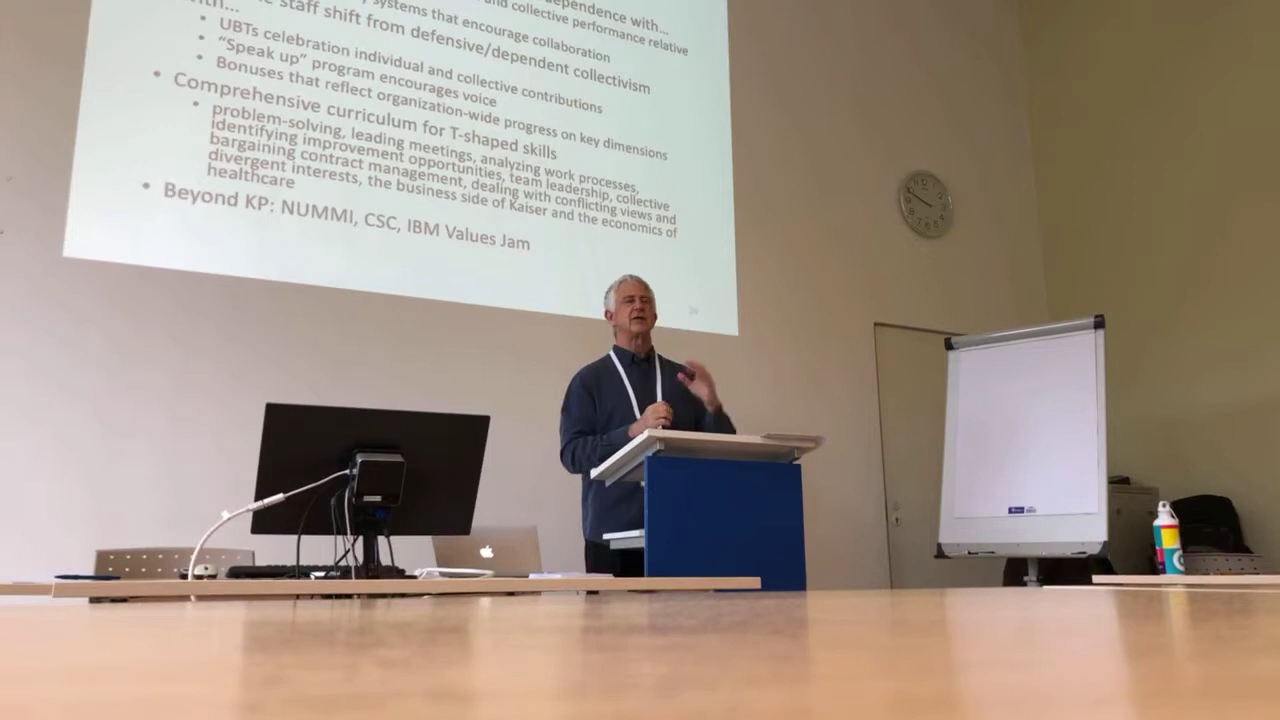 dependence with...
and collective performance relative
systems that encourage collaboration
staff shift from defensive/dependent collectivism
with...
• UBTs celebration individual and collective contributions
• “Speak up” program encourages voice
• Bonuses that reflect organization-wide progress on key dimensions
• Comprehensive curriculum for T-shaped skills
• problem-solving, leading meetings, analyzing work processes,
identifying improvement opportunities, team leadership, collective
bargaining contract management, dealing with conflicting views and
divergent interests, the business side of Kaiser and the economics of
healthcare
• Beyond KP: NUMMI, CSC, IBM Values Jam